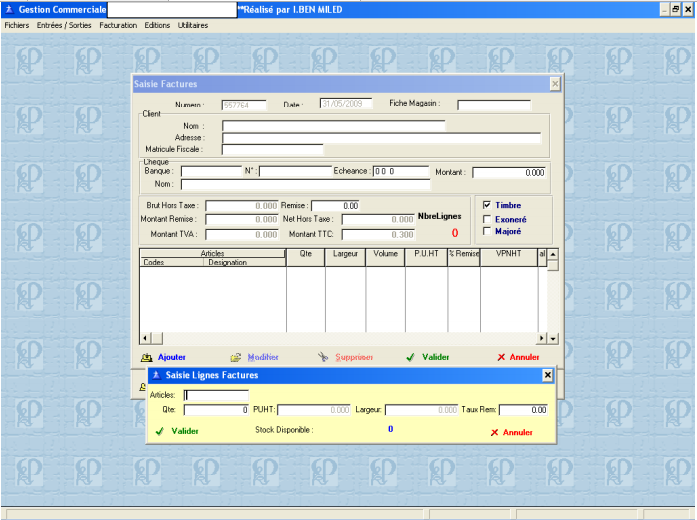 Gestion Commerciale **Réalisé par I.BEN MILED
Fichiers Entrées / Sorties Facturation Editions Utilitaires
Saisie Factures
Numero : 957764 Date : 31/05/2009 Fiche Magasin :
Client
Nom :
Adresse :
Matricule Fiscale :
Cheque
Banque : N° : Echeance : 0 0 0 Montant : 0.000
Nom :
Brut Hors Taxe : 0.000 Remise : 0.00
Montant Remise : 0.000 Net Hors Taxe : 0.000 NbreLignes
Montant TVA : 0.000 Montant TTC: 0.300 0
Timbre
Exoneré
Majoré
Articles Qte Largeur Volume P.U.HT % Remise VPNHT al
Codes Designation
Ajouter Modifier Supprimer Valider Annuler
Saisie Lignes Factures
Articles:
Qte: 0 PUHT: 0.000 Largeur: 0.000 Taux Rem: 0.00
Valider Stock Disponible : 0 Annuler